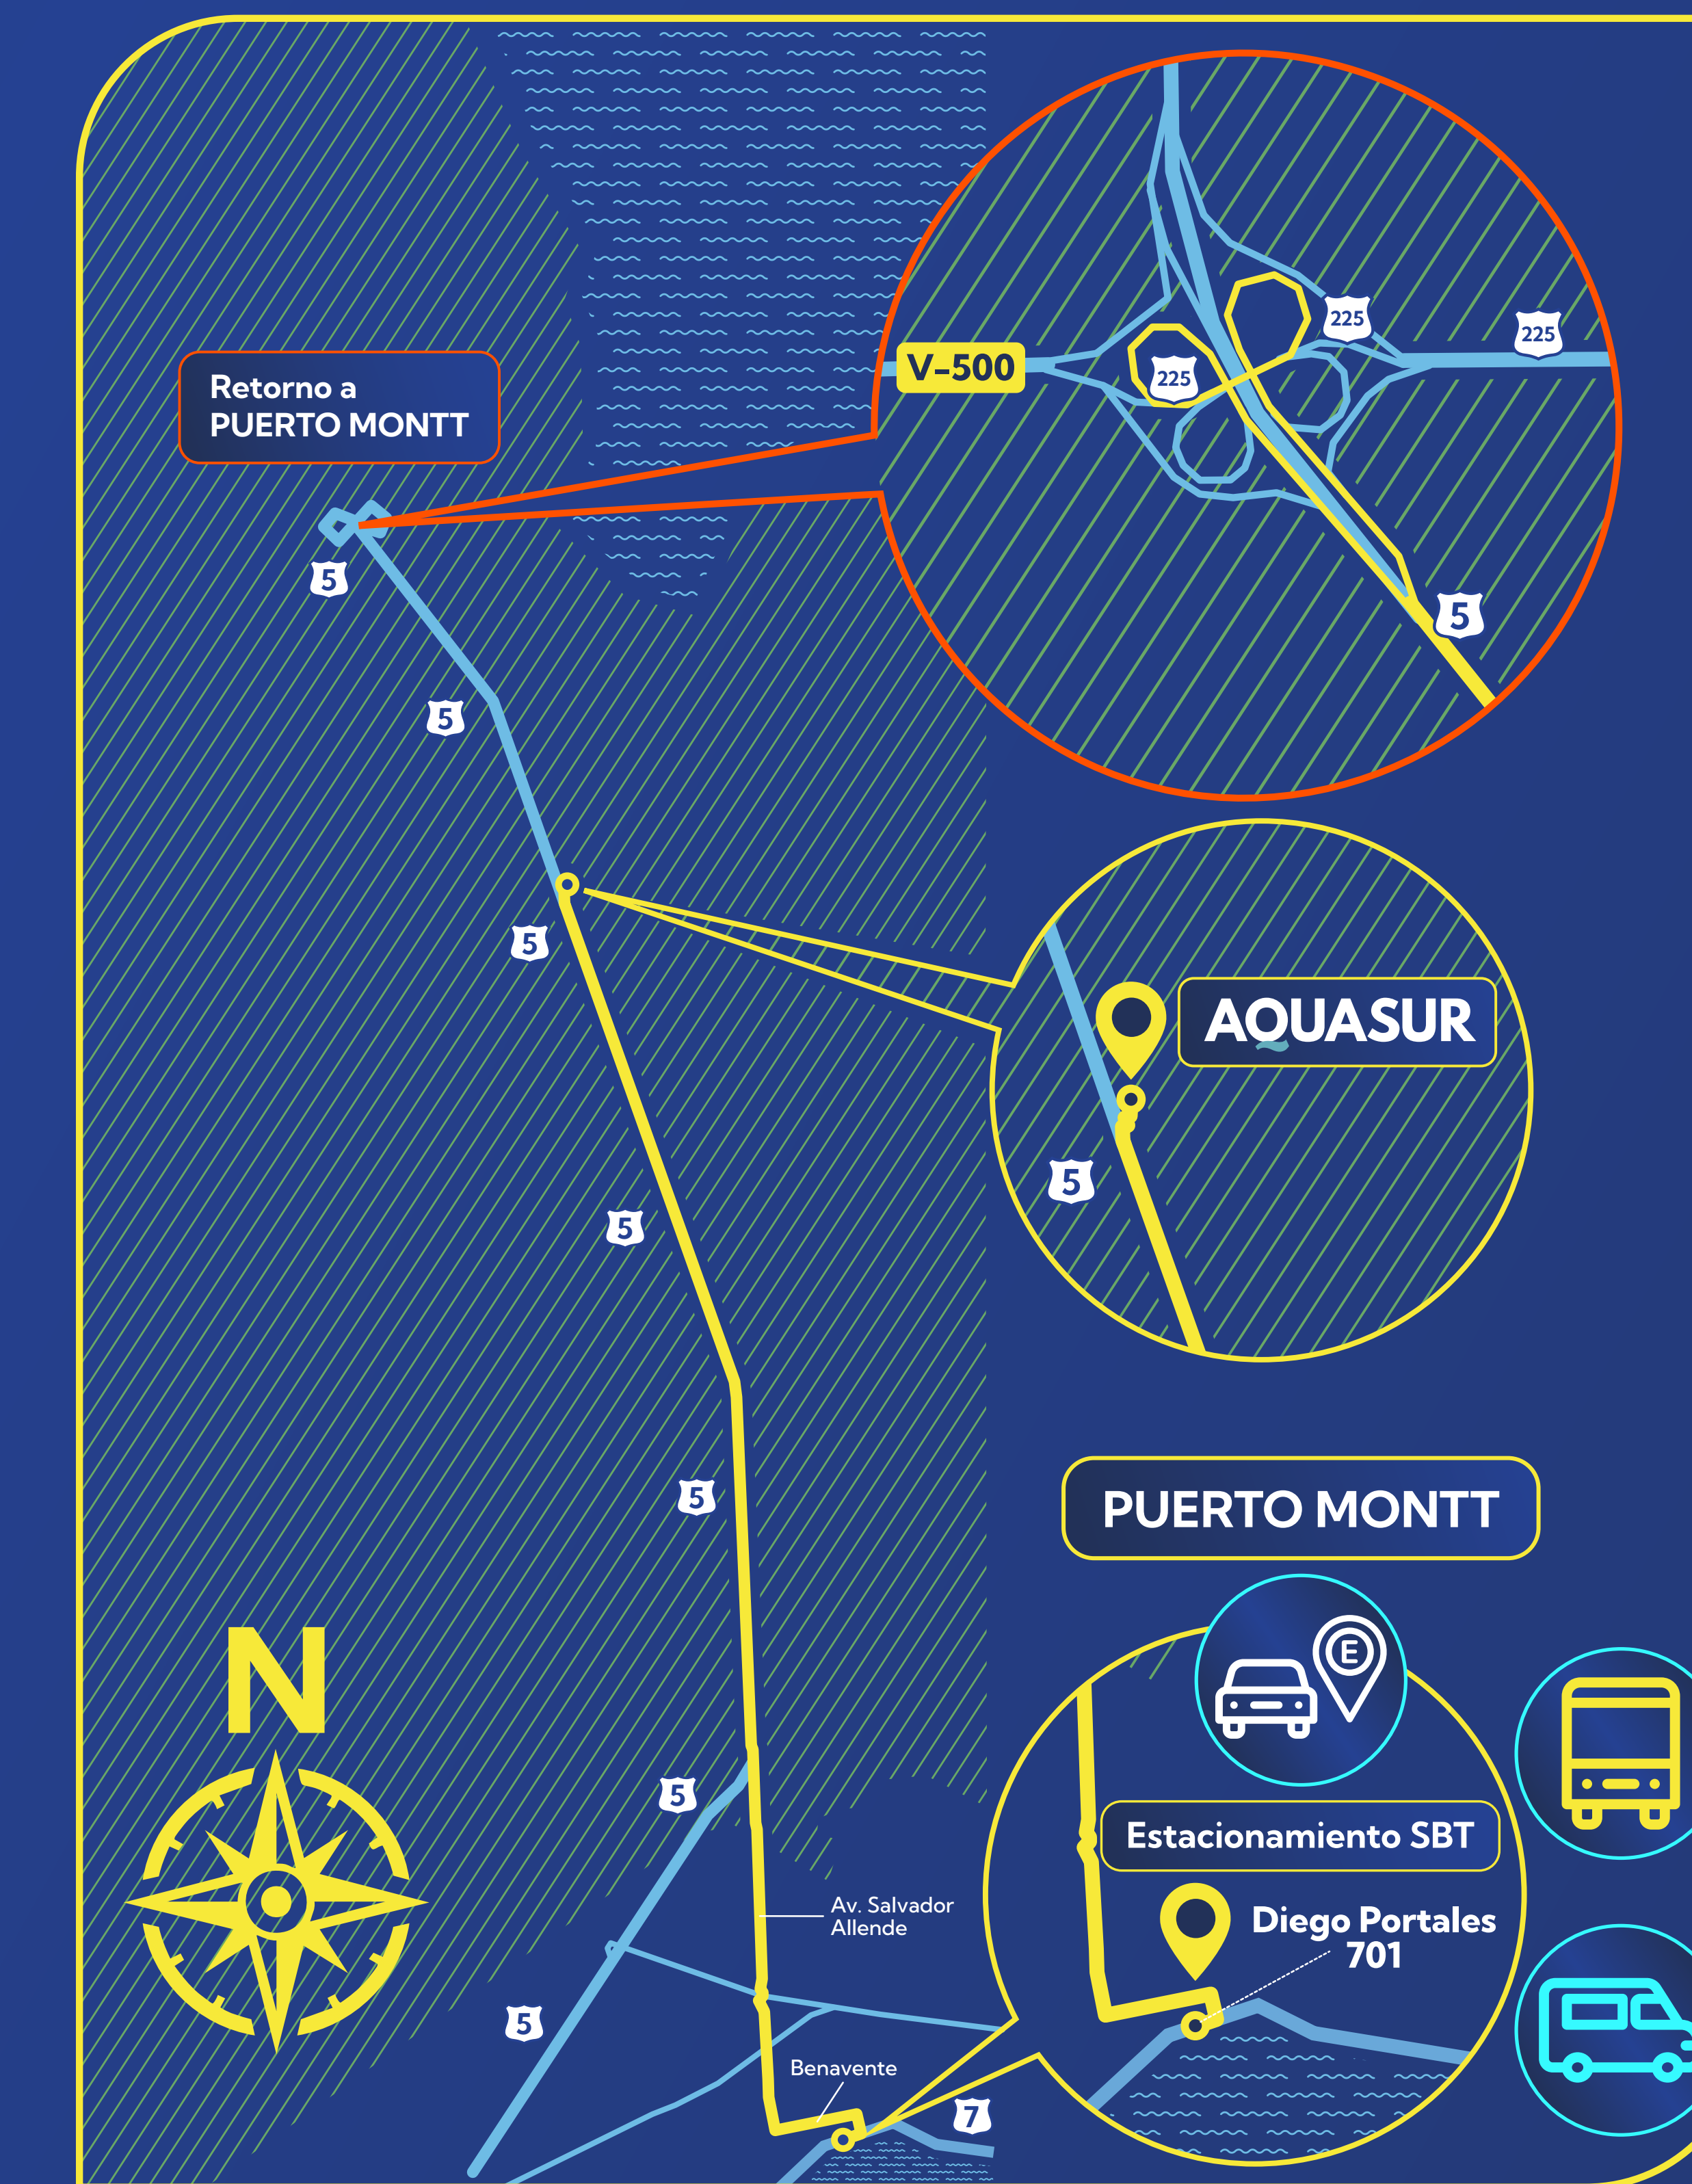 Retorno a
PUERTO MONTT
V-500
225
225
225
5
5
5
5
AQUASUR
5
5
5
PUERTO MONTT
N
E
5
Estacionamiento SBT
Av. Salvador
Allende
Diego Portales
701
5
Benavente
7